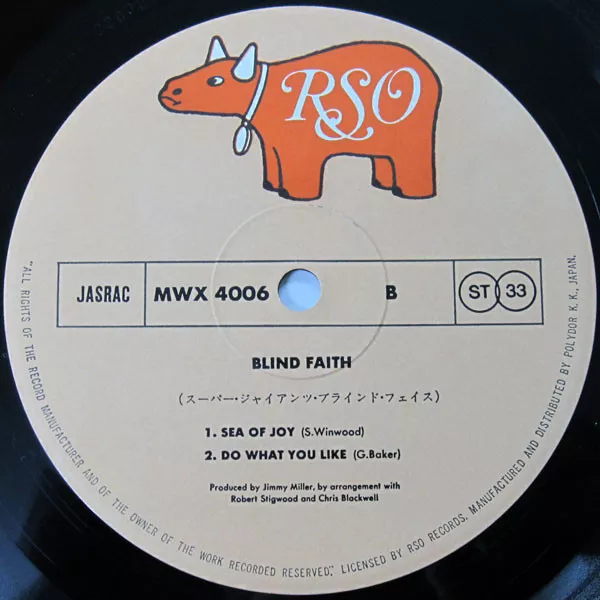 RSO
JASRAC
MWX 4006
B
ST 33
BLIND FAITH
(スーパー・ジャイアンツ・ブラインド・フェイス)
1. SEA OF JOY (S.Winwood)
2. DO WHAT YOU LIKE (G.Baker)
Produced by Jimmy Miller, by arrangement with
Robert Stigwood and Chris Blackwell
"ALL RIGHTS OF THE RECORD MANUFACTURER AND OF THE OWNER OF THE WORK RECORDED RESERVED." LICENSED BY RSO RECORDS. MANUFACTURED AND DISTRIBUTED BY POLYDOR K. K., JAPAN.